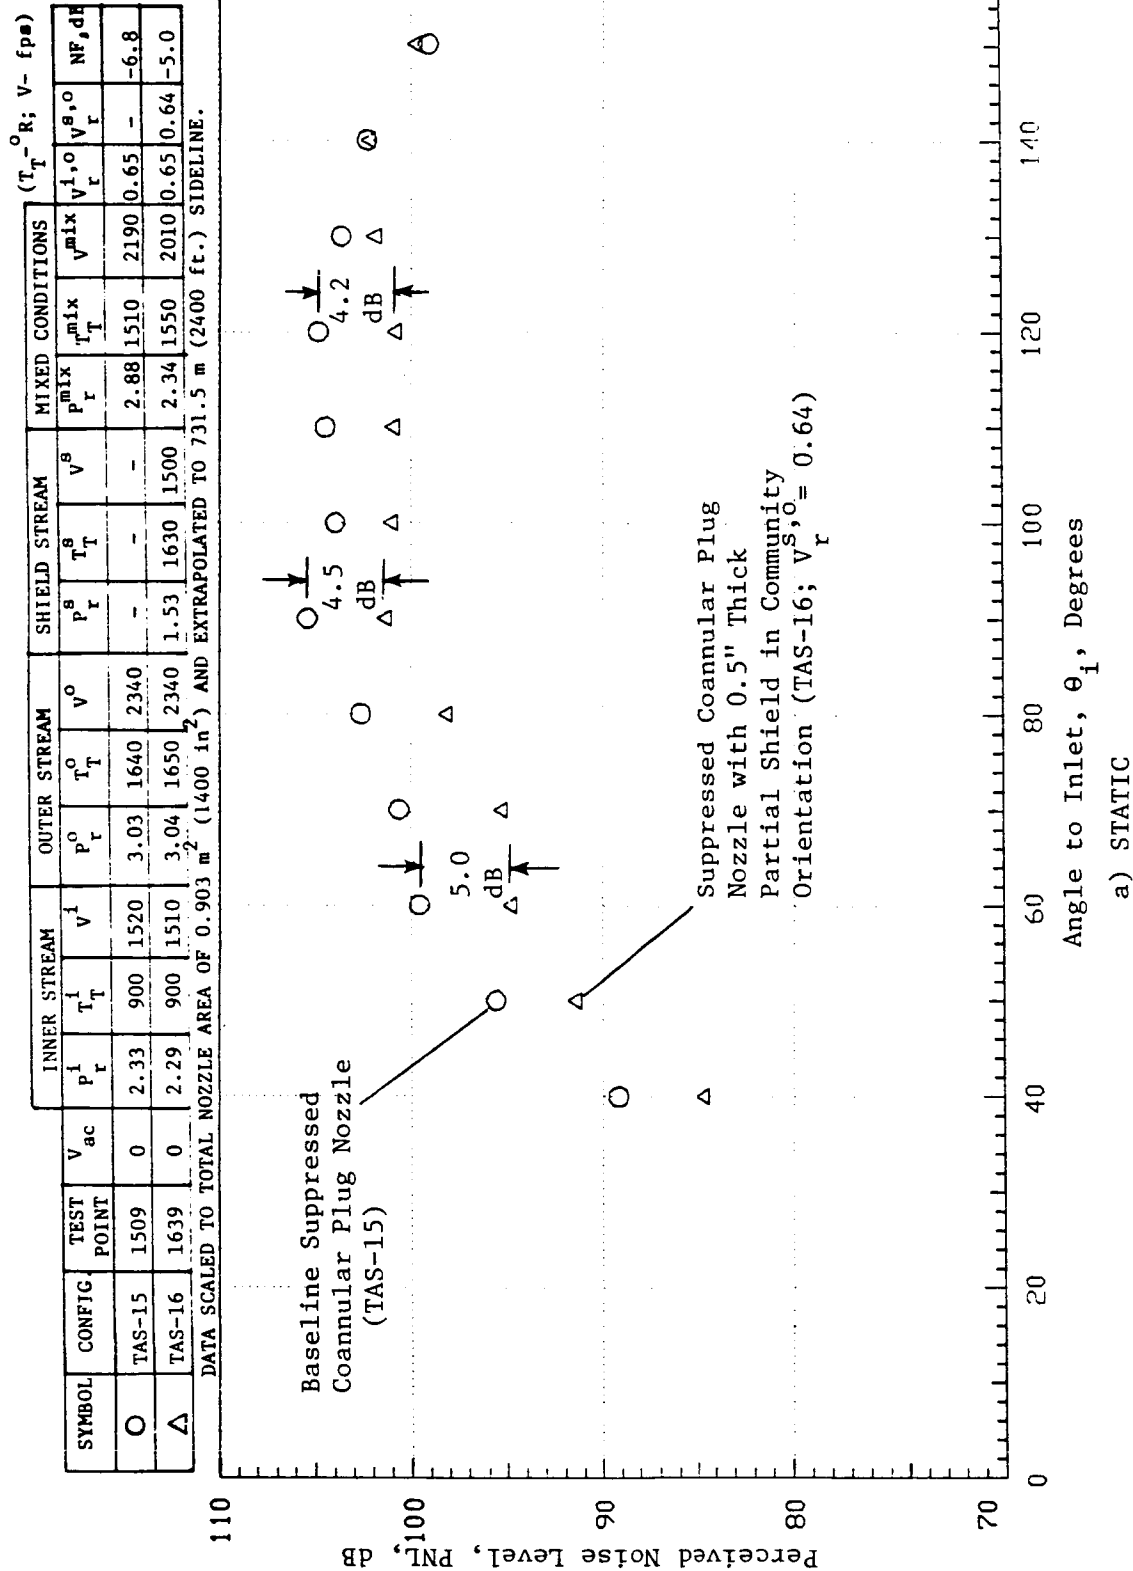 (T_T-°R; V- fps)
INNER STREAM OUTER STREAM SHIELD STREAM MIXED CONDITIONS
SYMBOL CONFIG. TEST POINT V_ac P_r^i T_T^i V^i P_r^o T_T^o V^o P_r^s T_T^s V^s P_r^mix T_T^mix V^mix V_r^i,o V_r^s,o NF,dB
○ TAS-15 1509 0 2.33 900 1520 3.03 1640 2340 - - - 2.88 1510 2190 0.65 - -6.8
△ TAS-16 1639 0 2.29 900 1510 3.04 1650 2340 1.53 1630 1500 2.34 1550 2010 0.65 0.64 -5.0
DATA SCALED TO TOTAL NOZZLE AREA OF 0.903 m² (1400 in²) AND EXTRAPOLATED TO 731.5 m (2400 ft.) SIDELINE.
Perceived Noise Level, PNL, dB
110
100
90
80
70
Baseline Suppressed
Coannular Plug Nozzle
(TAS-15)
5.0
dB
4.5
dB
4.2
dB
Suppressed Coannular Plug
Nozzle with 0.5" Thick
Partial Shield in Community
Orientation (TAS-16; V_r^s,o = 0.64)
0 20 40 60 80 100 120 140
Angle to Inlet, θ_i, Degrees
a) STATIC